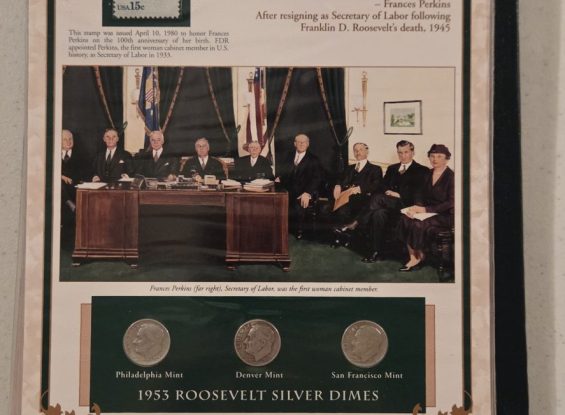 USA 15c
– Frances Perkins
After resigning as Secretary of Labor following
Franklin D. Roosevelt's death, 1945
This stamp was issued April 10, 1980 to honor Frances
Perkins on the 100th anniversary of her birth. FDR
appointed Perkins, the first woman cabinet member in U.S.
history, as Secretary of Labor in 1933.
Frances Perkins (far right), Secretary of Labor, was the first woman cabinet member.
Philadelphia Mint
Denver Mint
San Francisco Mint
1953 ROOSEVELT SILVER DIMES